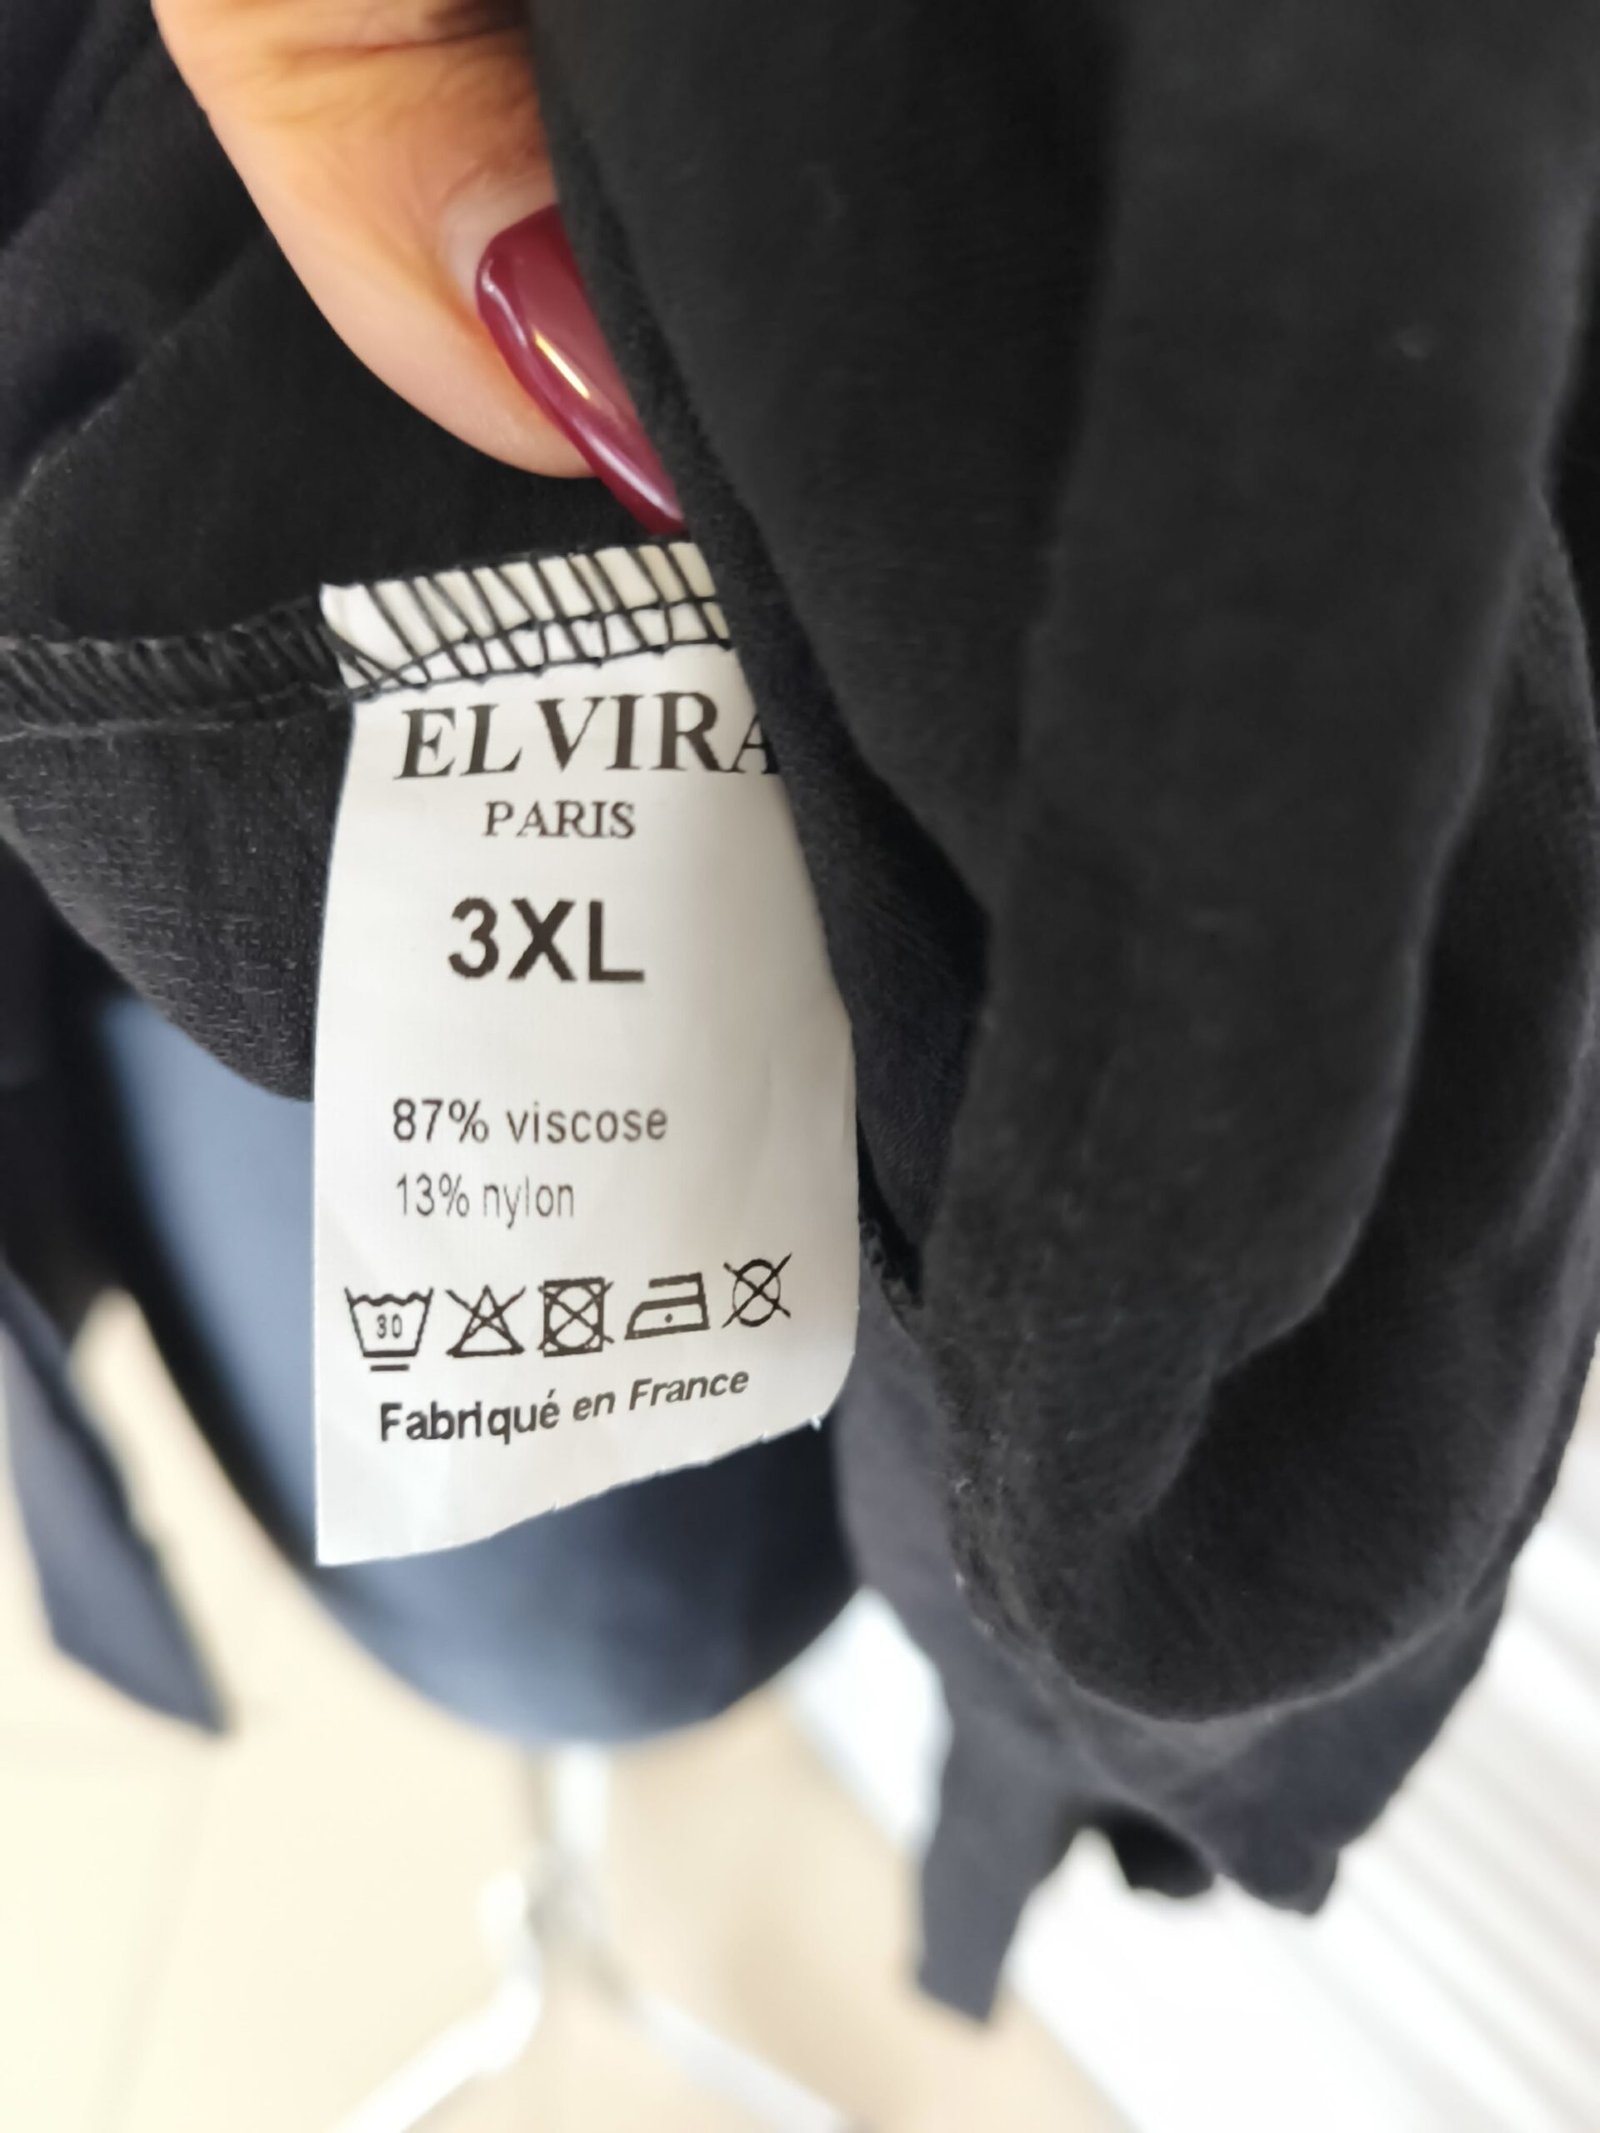 ELVIRA
PARIS
3XL
87% viscose
13% nylon
30
Fabriqué en France